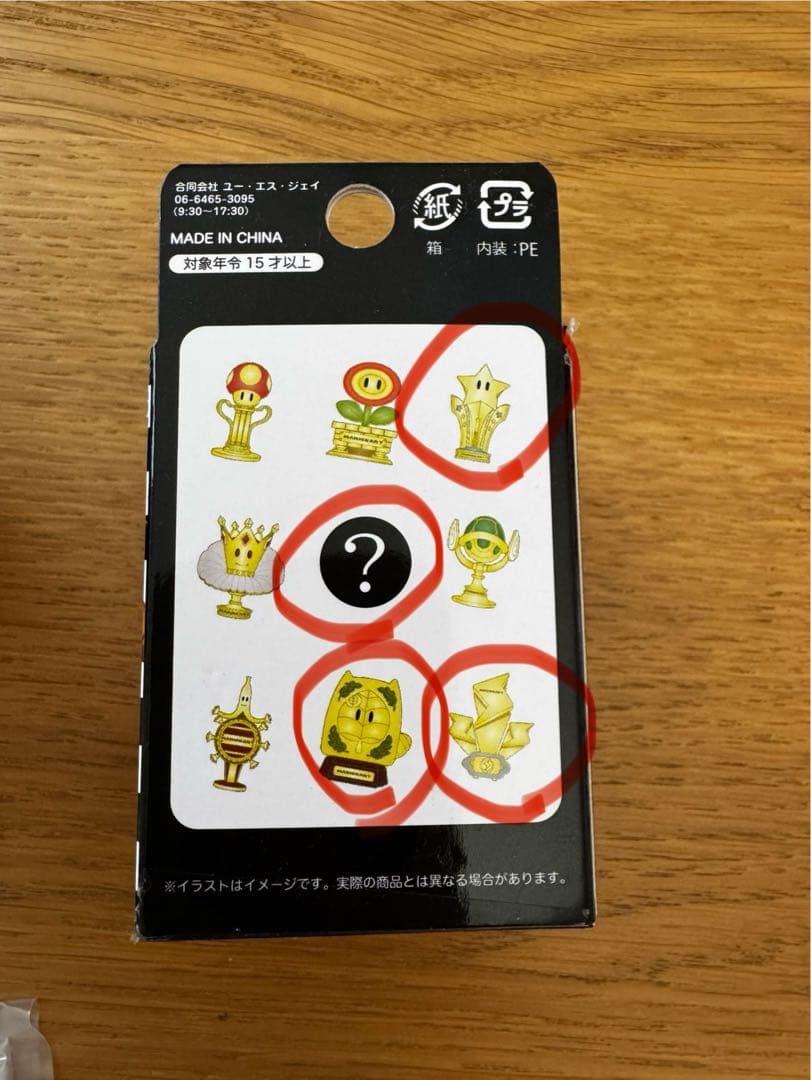 合同会社 ユー・エス・ジェイ
06-6465-3095
（9:30～17:30）
MADE IN CHINA
対象年令 15 才以上
紙
箱
プラ
内装：PE
MARIOKART
?
MARIOKART
※イラストはイメージです。実際の商品とは異なる場合があります。